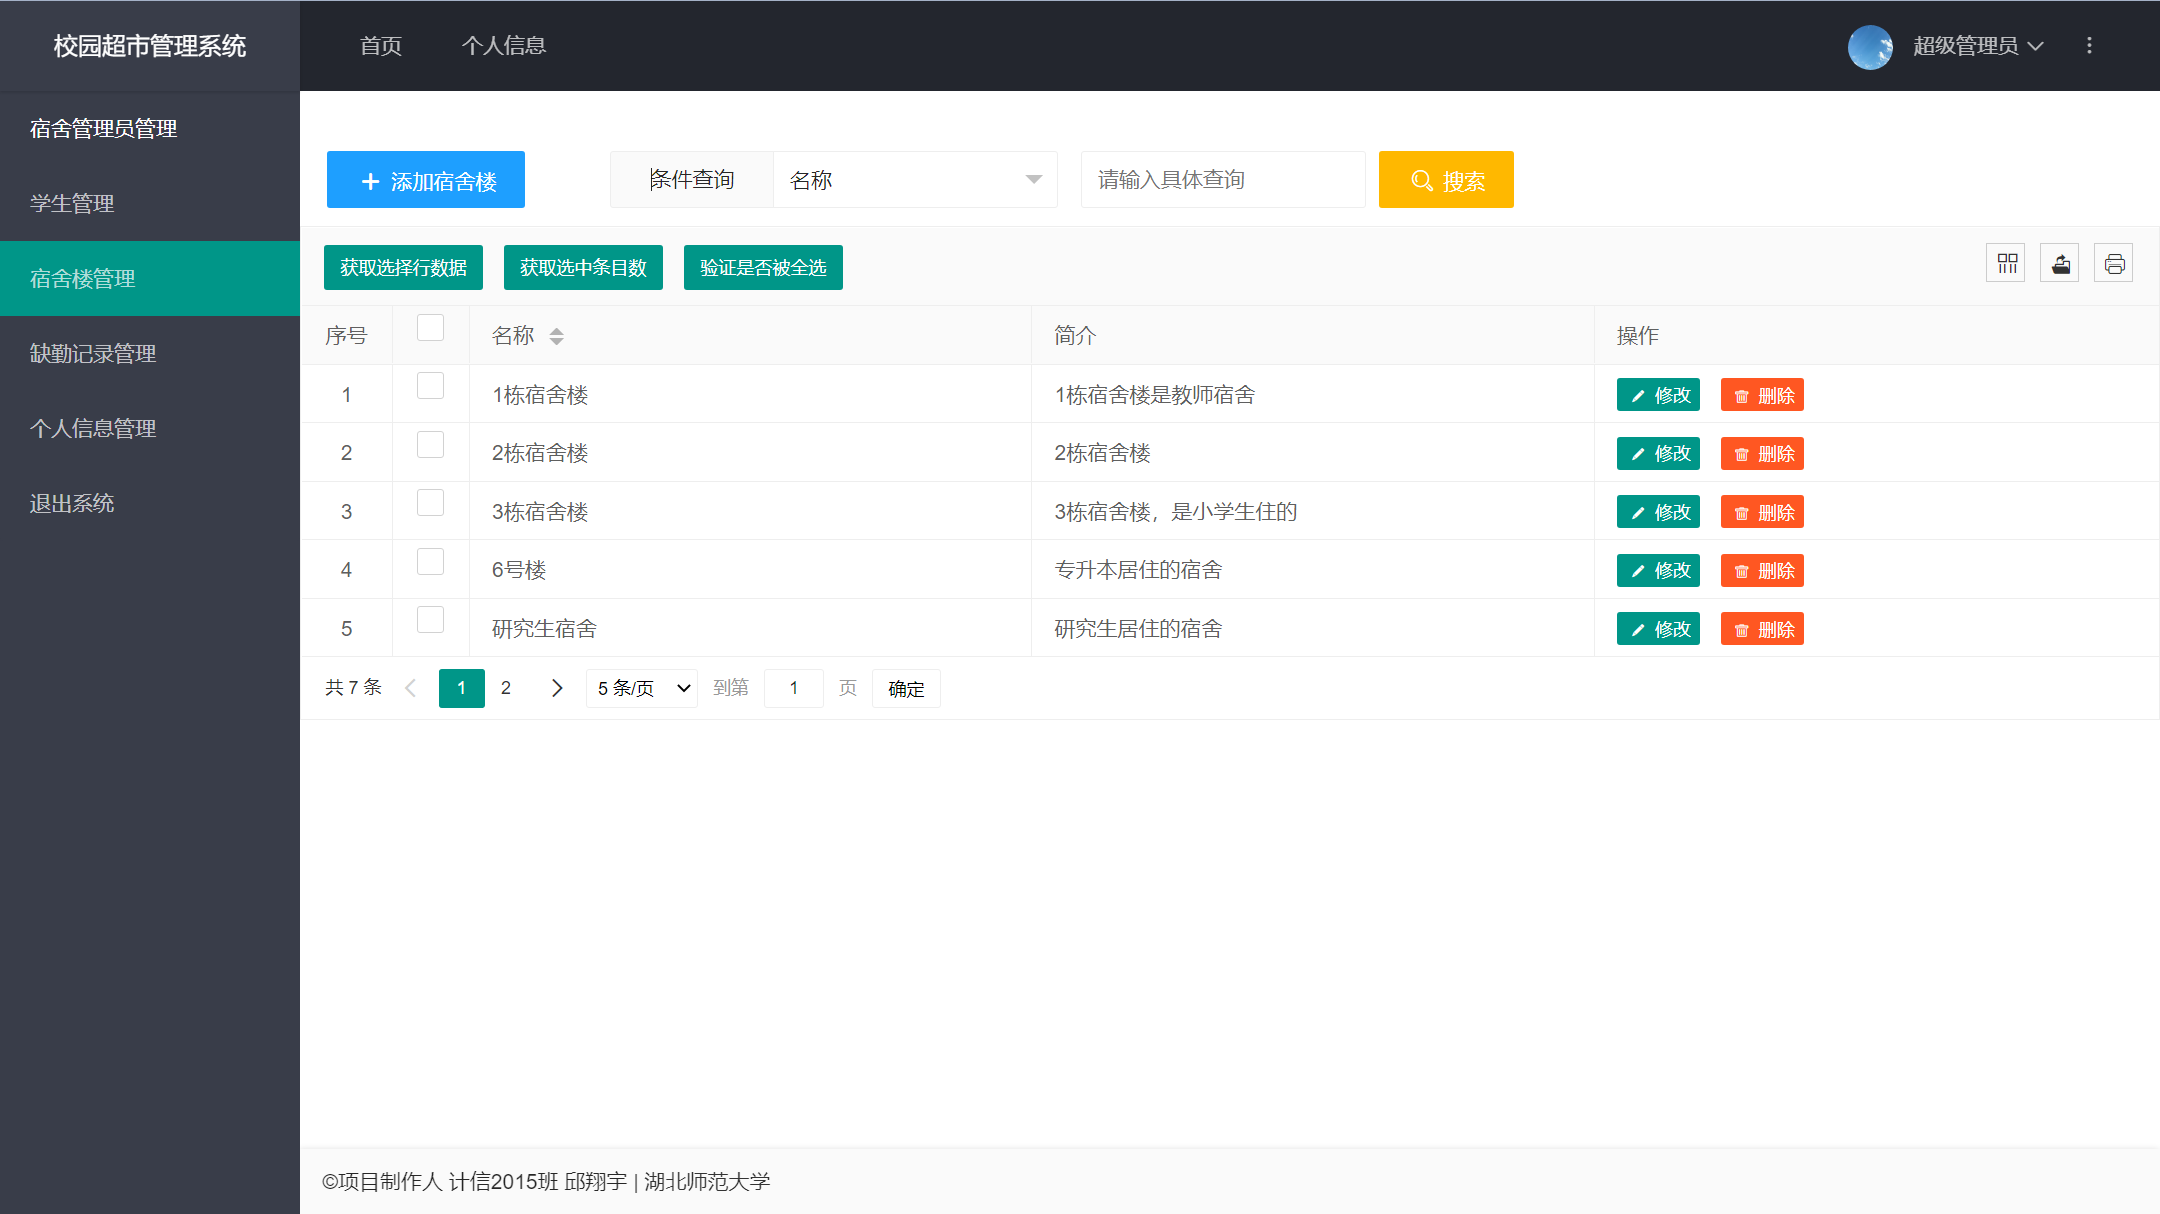 校园超市管理系统
首页
个人信息
超级管理员
宿舍管理员管理
学生管理
宿舍楼管理
缺勤记录管理
个人信息管理
退出系统
添加宿舍楼
条件查询
名称
请输入具体查询
搜索
获取选择行数据
获取选中条目数
验证是否被全选
序号 名称 简介 操作
1 1栋宿舍楼 1栋宿舍楼是教师宿舍 修改 删除
2 2栋宿舍楼 2栋宿舍楼 修改 删除
3 3栋宿舍楼 3栋宿舍楼，是小学生住的 修改 删除
4 6号楼 专升本居住的宿舍 修改 删除
5 研究生宿舍 研究生居住的宿舍 修改 删除
共 7 条 1 2 5 条/页 到第 1 页 确定
©项目制作人 计信2015班 邱翔宇 | 湖北师范大学